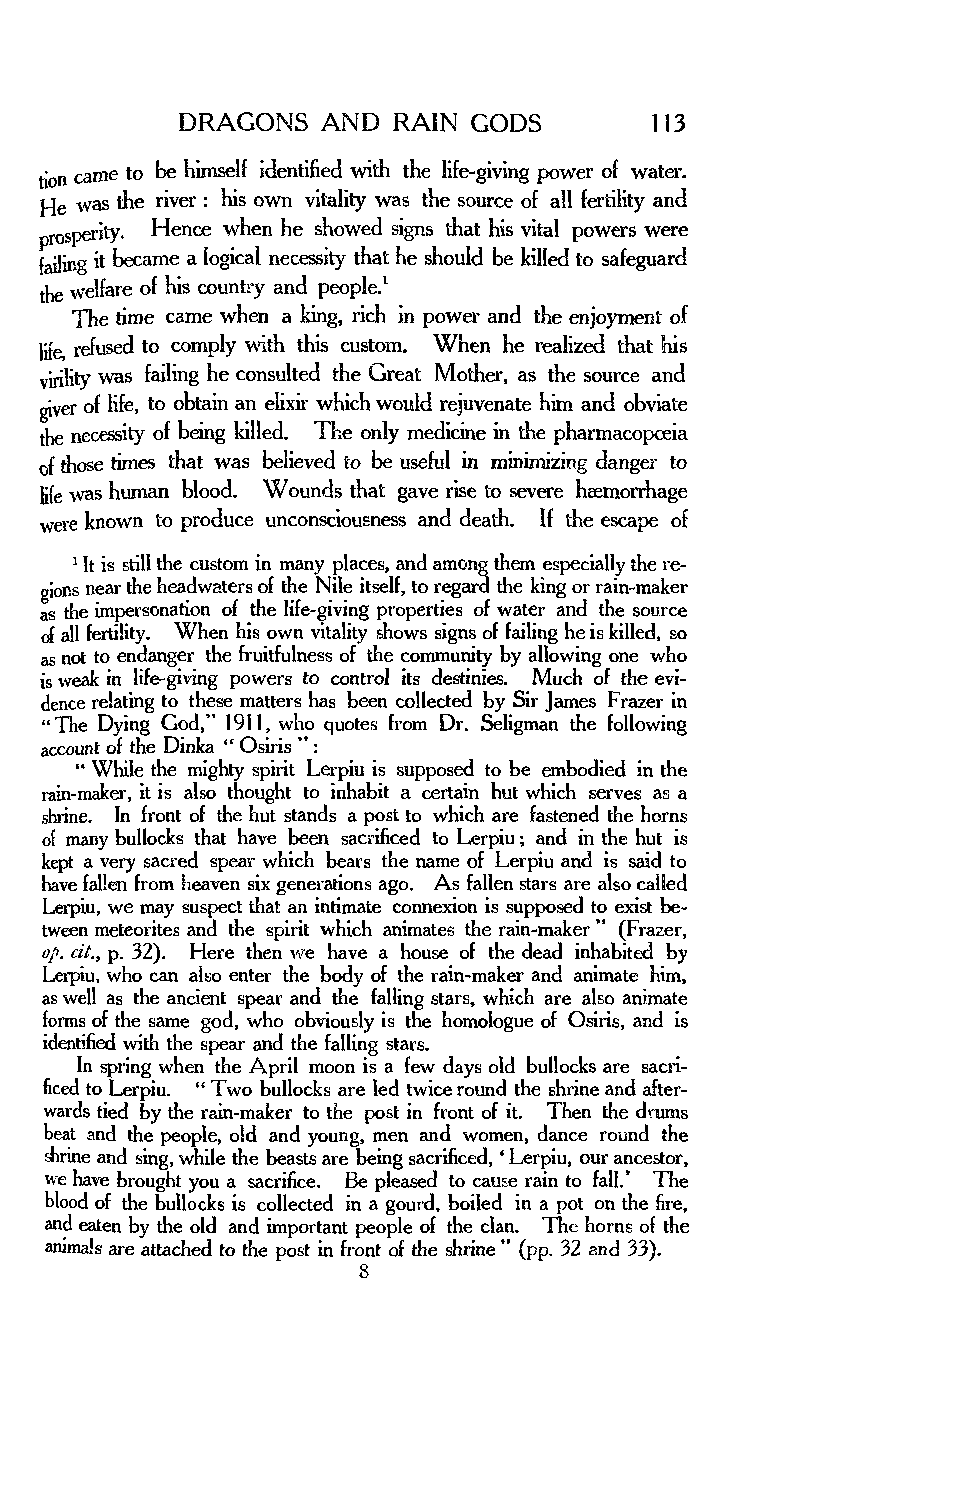 DRAGONS AND RAIN GODS 113
tion came to be himself identified with the life-giving power of water.
He was the river : his own vitality was the source of all fertility and
prosperity. Hence when he showed signs that his vital powers were
failing it became a logical necessity that he should be killed to safeguard
the welfare of his country and people.¹
The time came when a king, rich in power and the enjoyment of
life, refused to comply with this custom. When he realized that his
virility was failing he consulted the Great Mother, as the source and
giver of life, to obtain an elixir which would rejuvenate him and obviate
the necessity of being killed. The only medicine in the pharmacopœia
of those times that was believed to be useful in minimizing danger to
life was human blood. Wounds that gave rise to severe hæmorrhage
were known to produce unconsciousness and death. If the escape of
¹ It is still the custom in many places, and among them especially the re-
gions near the headwaters of the Nile itself, to regard the king or rain-maker
as the impersonation of the life-giving properties of water and the source
of all fertility. When his own vitality shows signs of failing he is killed, so
as not to endanger the fruitfulness of the community by allowing one who
is weak in life-giving powers to control its destinies. Much of the evi-
dence relating to these matters has been collected by Sir James Frazer in
"The Dying God," 1911, who quotes from Dr. Seligman the following
account of the Dinka "Osiris" :
"While the mighty spirit Lerpiu is supposed to be embodied in the
rain-maker, it is also thought to inhabit a certain hut which serves as a
shrine. In front of the hut stands a post to which are fastened the horns
of many bullocks that have been sacrificed to Lerpiu; and in the hut is
kept a very sacred spear which bears the name of Lerpiu and is said to
have fallen from heaven six generations ago. As fallen stars are also called
Lerpiu, we may suspect that an intimate connexion is supposed to exist be-
tween meteorites and the spirit which animates the rain-maker" (Frazer,
op. cit., p. 32). Here then we have a house of the dead inhabited by
Lerpiu, who can also enter the body of the rain-maker and animate him,
as well as the ancient spear and the falling stars, which are also animate
forms of the same god, who obviously is the homologue of Osiris, and is
identified with the spear and the falling stars.
In spring when the April moon is a few days old bullocks are sacri-
ficed to Lerpiu. "Two bullocks are led twice round the shrine and after-
wards tied by the rain-maker to the post in front of it. Then the drums
beat and the people, old and young, men and women, dance round the
shrine and sing, while the beasts are being sacrificed, 'Lerpiu, our ancestor,
we have brought you a sacrifice. Be pleased to cause rain to fall.' The
blood of the bullocks is collected in a gourd, boiled in a pot on the fire,
and eaten by the old and important people of the clan. The horns of the
animals are attached to the post in front of the shrine" (pp. 32 and 33).
8